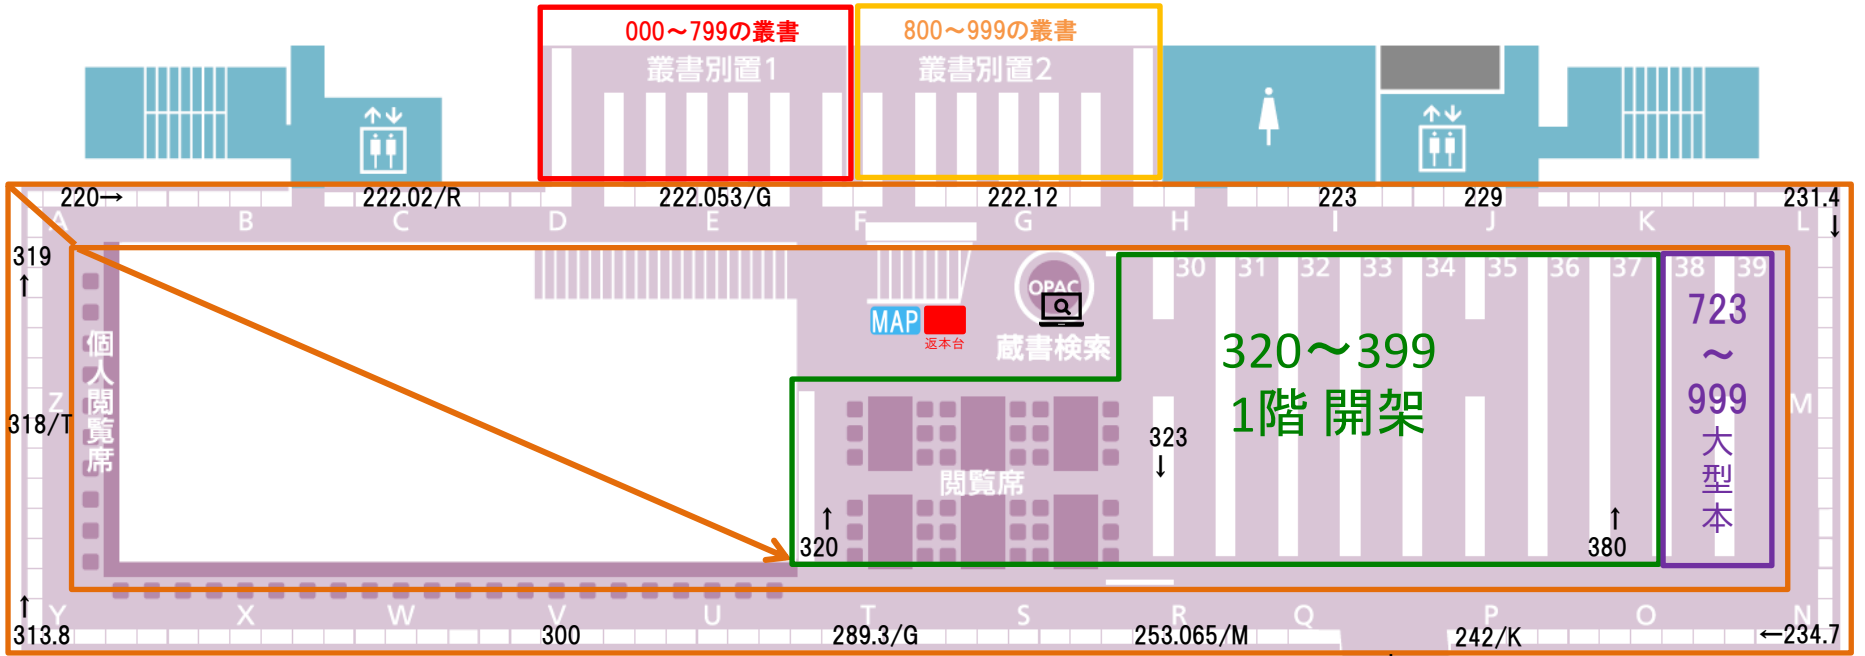 000～799の叢書
800～999の叢書
叢書別置1
叢書別置2
220→
222.02/R
222.053/G
222.12
223
229
231.4
↓
A
B
C
D
E
F
G
H
I
J
K
L
319
↑
30
31
32
33
34
35
36
37
38
39
OPAC
MAP
返本台
蔵書検索
個人閲覧席
320～399
1階 開架
723
～
999
大型本
Z
318/T
M
323
↓
閲覧席
↑
320
↑
380
↑
313.8
Y
X
W
V
U
T
S
R
Q
P
O
N
300
289.3/G
253.065/M
242/K
←234.7